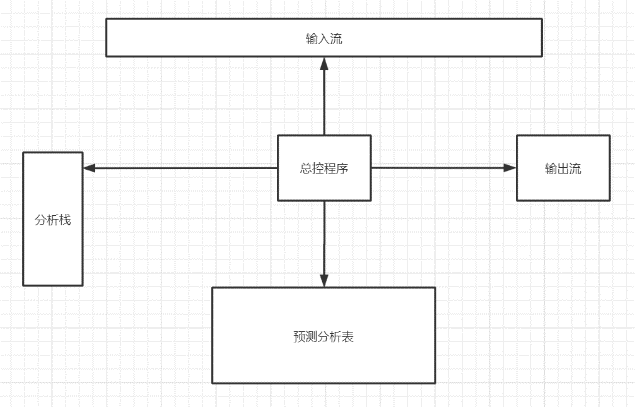 输入流
总控程序
输出流
分析栈
预测分析表